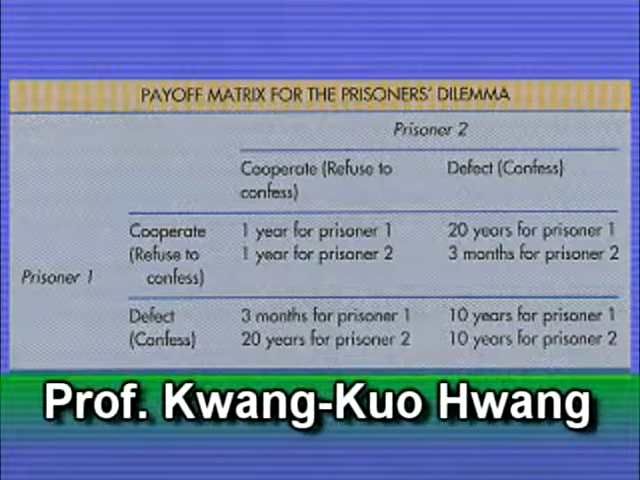 PAYOFF MATRIX FOR THE PRISONERS' DILEMMA
Prisoner 2
Cooperate (Refuse to
confess)
Defect (Confess)
Prisoner 1
Cooperate
(Refuse to
confess)
1 year for prisoner 1
1 year for prisoner 2
20 years for prisoner 1
3 months for prisoner 2
Defect
(Confess)
3 months for prisoner 1
20 years for prisoner 2
10 years for prisoner 1
10 years for prisoner 2
Prof. Kwang-Kuo Hwang